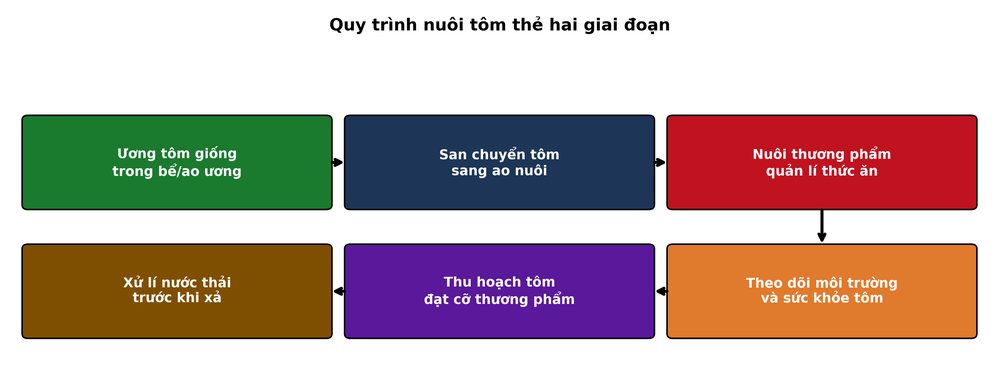 Quy trình nuôi tôm thẻ hai giai đoạn
Ương tôm giống
trong bể/ao ương
San chuyển tôm
sang ao nuôi
Nuôi thương phẩm
quản lí thức ăn
Theo dõi môi trường
và sức khỏe tôm
Thu hoạch tôm
đạt cỡ thương phẩm
Xử lí nước thải
trước khi xả